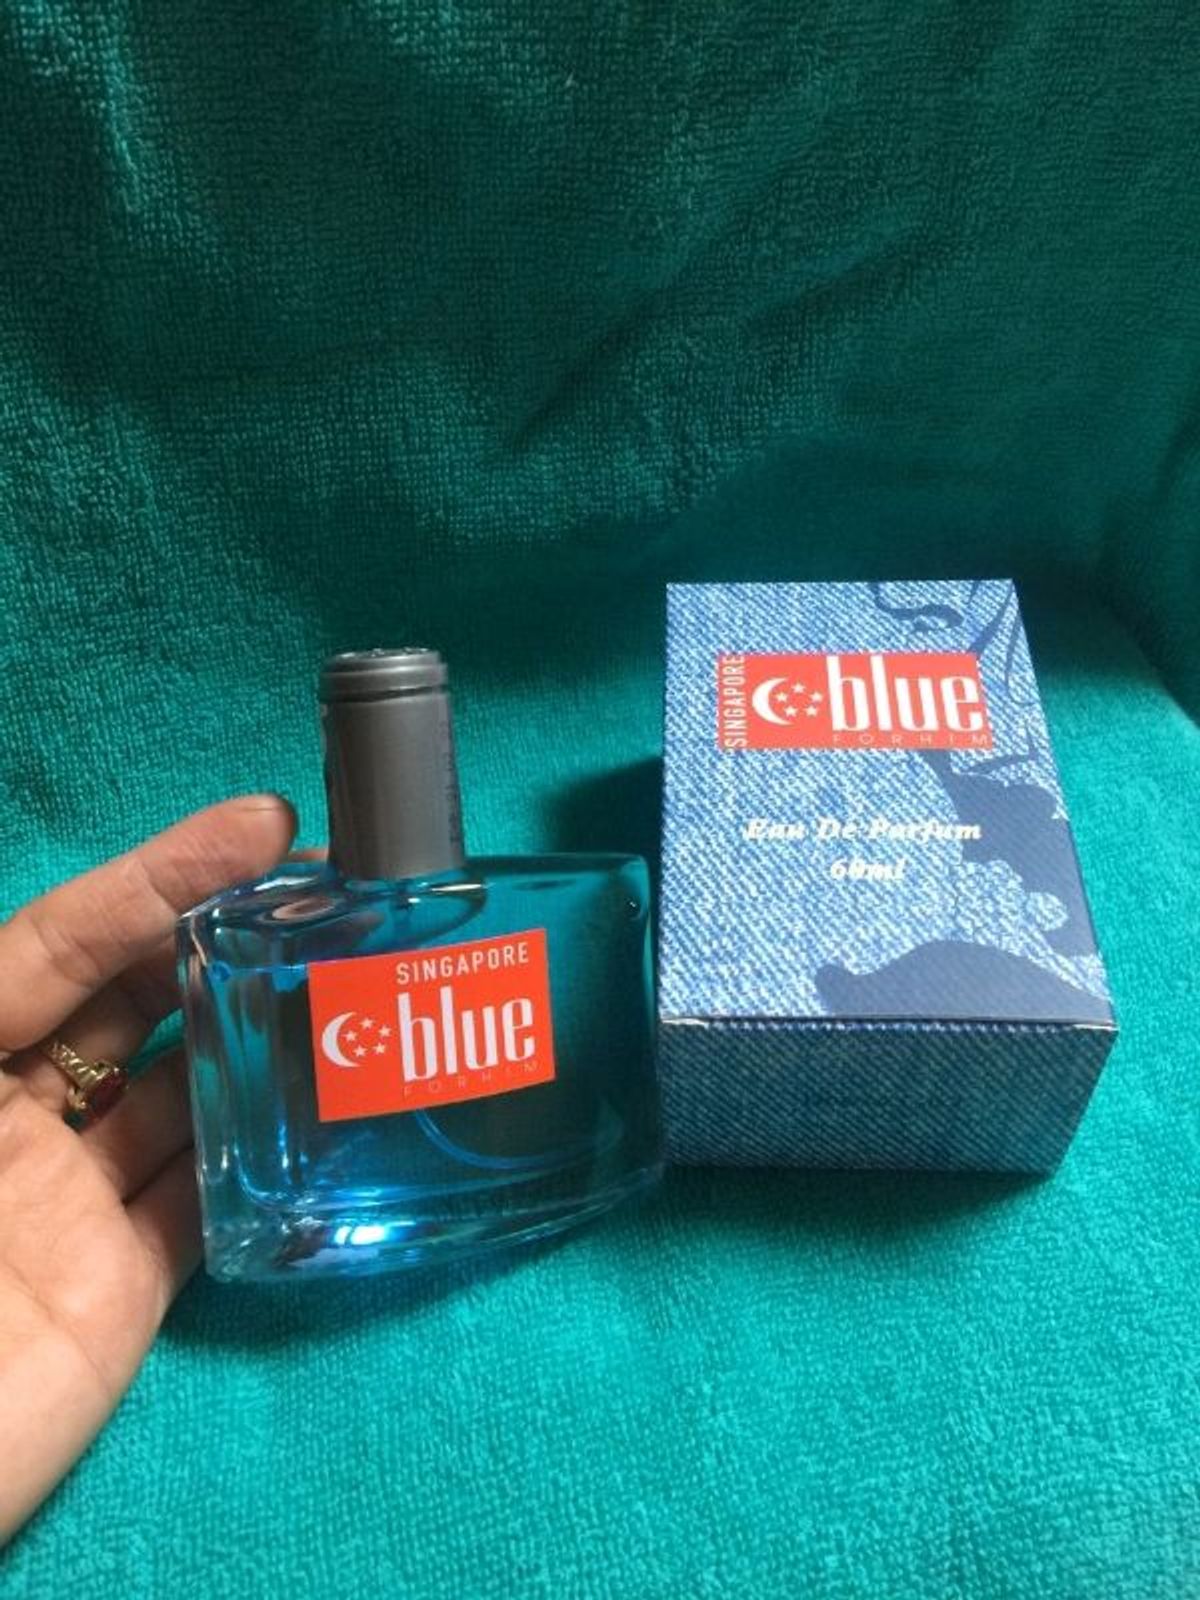 SINGAPORE
blue
FOR HIM
Eau De Parfum
60ml
SINGAPORE
blue
FOR HIM